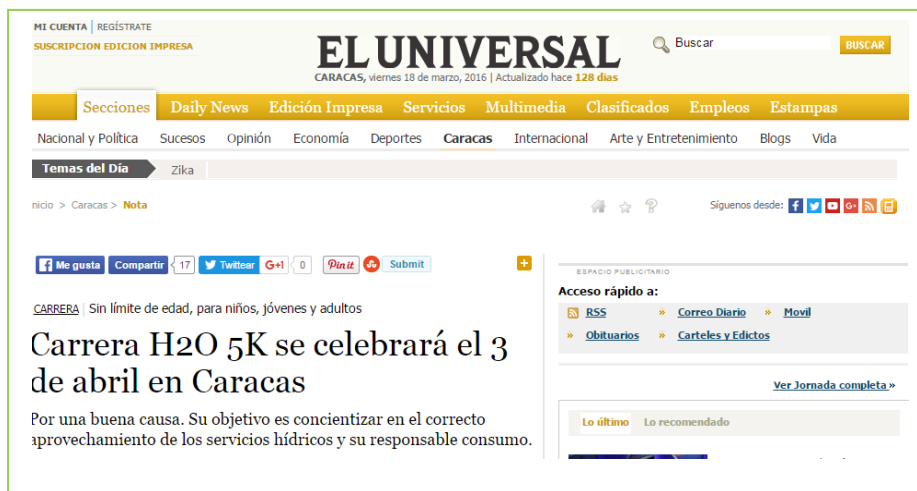 MI CUENTA | REGÍSTRATE
SUSCRIPCION EDICION IMPRESA
EL UNIVERSAL
CARACAS, viernes 18 de marzo, 2016 | Actualizado hace 128 dias
Buscar
BUSCAR
Secciones Daily News Edición Impresa Servicios Multimedia Clasificados Empleos Estampas
Nacional y Política Sucesos Opinión Economía Deportes Caracas Internacional Arte y Entretenimiento Blogs Vida
Temas del Día Zika
nicio > Caracas > Nota
Síguenos desde:
Me gusta Compartir 17 Twittear G+1 0 Pin it Submit
CARRERA | Sin límite de edad, para niños, jóvenes y adultos
Carrera H2O 5K se celebrará el 3
de abril en Caracas
Por una buena causa. Su objetivo es concientizar en el correcto
aprovechamiento de los servicios hídricos y su responsable consumo.
ESPACIO PUBLICITARIO
Acceso rápido a:
RSS » Correo Diario » Movil
» Obituarios » Carteles y Edictos
Ver Jornada completa »
Lo último Lo recomendado